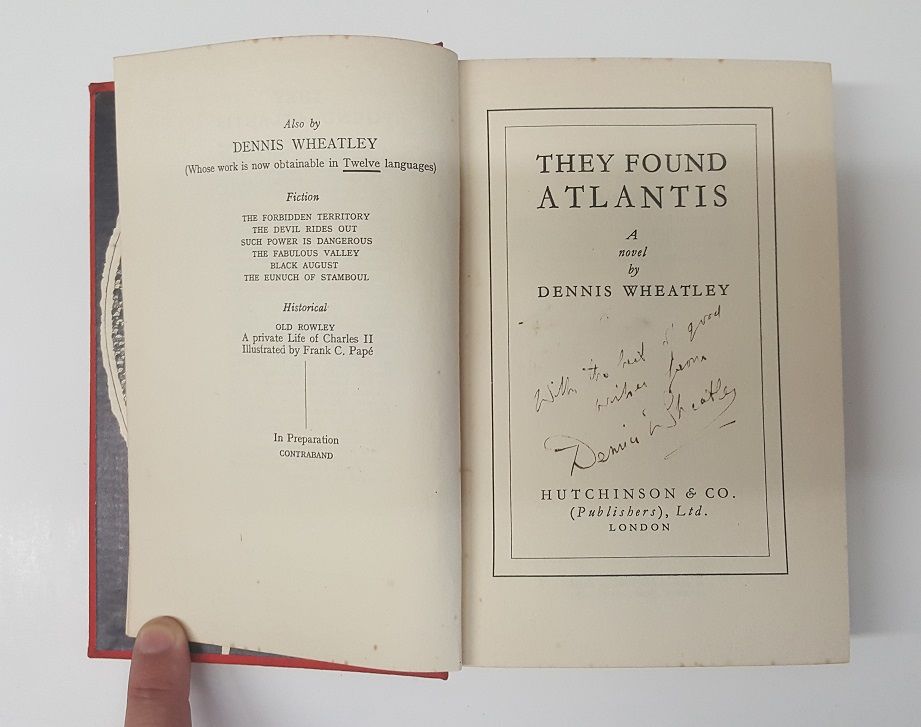 Also by
DENNIS WHEATLEY
(Whose work is now obtainable in Twelve languages)
Fiction
THE FORBIDDEN TERRITORY
THE DEVIL RIDES OUT
SUCH POWER IS DANGEROUS
THE FABULOUS VALLEY
BLACK AUGUST
THE EUNUCH OF STAMBOUL
Historical
OLD ROWLEY
A private Life of Charles II
Illustrated by Frank C. Papé
In Preparation
CONTRABAND
THEY FOUND
ATLANTIS
A
novel
by
DENNIS WHEATLEY
With the best of good
wishes from
Dennis Wheatley
HUTCHINSON & CO.
(Publishers), Ltd.
LONDON